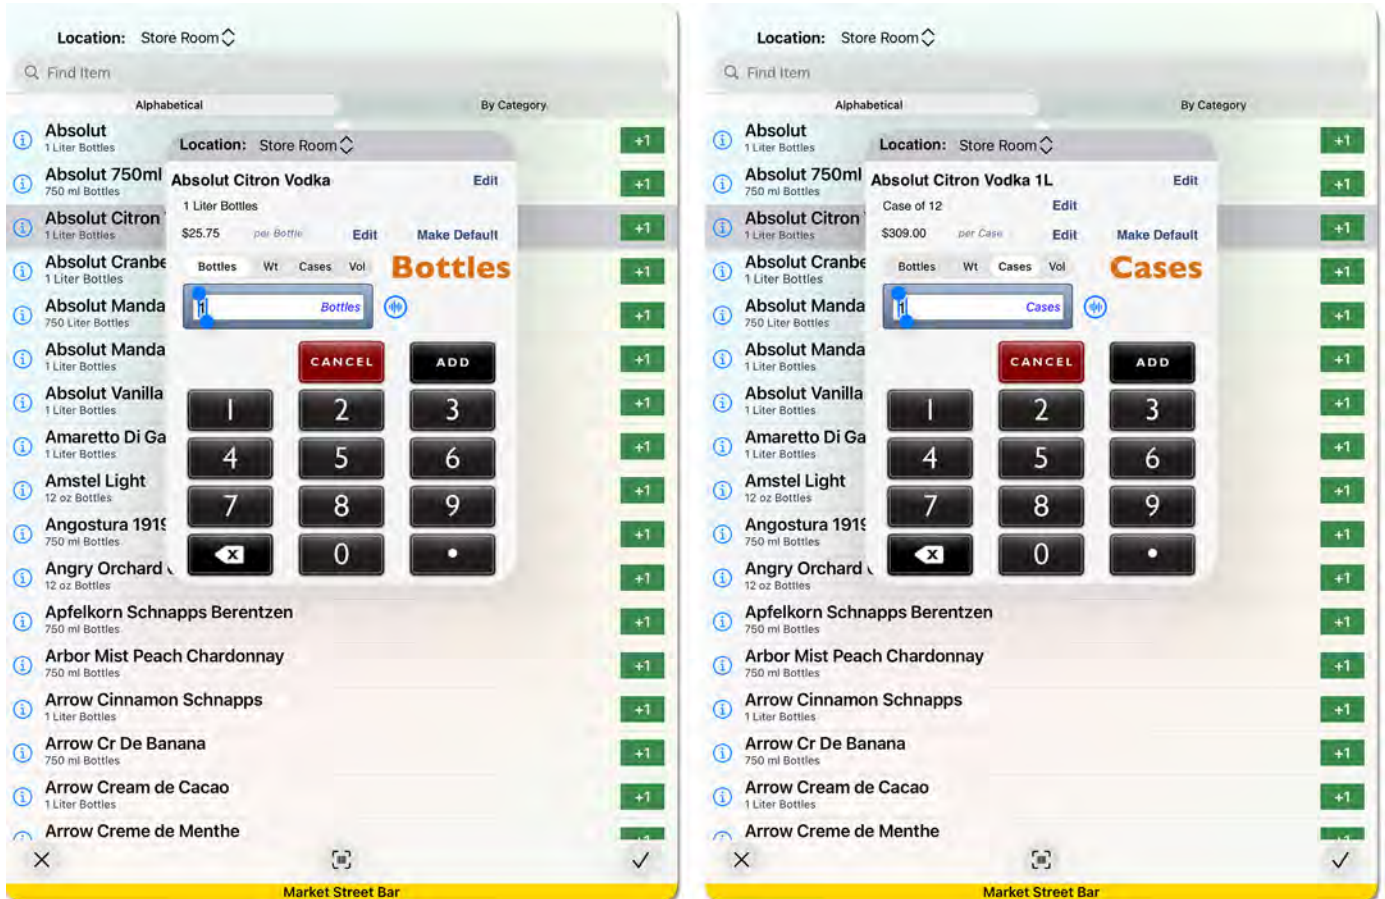 Location: Store Room
Find Item
Alphabetical By Category
Absolut
1 Liter Bottles
+1
Absolut 750ml
750 ml Bottles
+1
Absolut Citron
1 Liter Bottles
+1
Absolut Cranbe
1 Liter Bottles
+1
Absolut Manda
750 Liter Bottles
+1
Absolut Manda
1 Liter Bottles
+1
Absolut Vanilla
1 Liter Bottles
+1
Amaretto Di Ga
1 Liter Bottles
+1
Amstel Light
12 oz Bottles
+1
Angostura 1919
750 ml Bottles
+1
Angry Orchard
12 oz Bottles
+1
Apfelkorn Schnapps Berentzen
750 ml Bottles
+1
Arbor Mist Peach Chardonnay
750 ml Bottles
+1
Arrow Cinnamon Schnapps
1 Liter Bottles
+1
Arrow Cr De Banana
750 ml Bottles
+1
Arrow Cream de Cacao
1 Liter Bottles
+1
Arrow Creme de Menthe
Location: Store Room
Absolut Citron Vodka Edit
1 Liter Bottles
$25.75 per Bottle Edit Make Default
Bottles Wt Cases Vol Bottles
1 Bottles
CANCEL ADD
1 2 3
4 5 6
7 8 9
0 .
Market Street Bar
Location: Store Room
Find Item
Alphabetical By Category
Absolut
1 Liter Bottles
+1
Absolut 750ml
750 ml Bottles
+1
Absolut Citron
1 Liter Bottles
+1
Absolut Cranbe
1 Liter Bottles
+1
Absolut Manda
750 Liter Bottles
+1
Absolut Manda
1 Liter Bottles
+1
Absolut Vanilla
1 Liter Bottles
+1
Amaretto Di Ga
1 Liter Bottles
+1
Amstel Light
12 oz Bottles
+1
Angostura 1919
750 ml Bottles
+1
Angry Orchard
12 oz Bottles
+1
Apfelkorn Schnapps Berentzen
750 ml Bottles
+1
Arbor Mist Peach Chardonnay
750 ml Bottles
+1
Arrow Cinnamon Schnapps
1 Liter Bottles
+1
Arrow Cr De Banana
750 ml Bottles
+1
Arrow Cream de Cacao
1 Liter Bottles
+1
Arrow Creme de Menthe
Location: Store Room
Absolut Citron Vodka 1L Edit
Case of 12 Edit
$309.00 per Case Edit Make Default
Bottles Wt Cases Vol Cases
1 Cases
CANCEL ADD
1 2 3
4 5 6
7 8 9
0 .
Market Street Bar